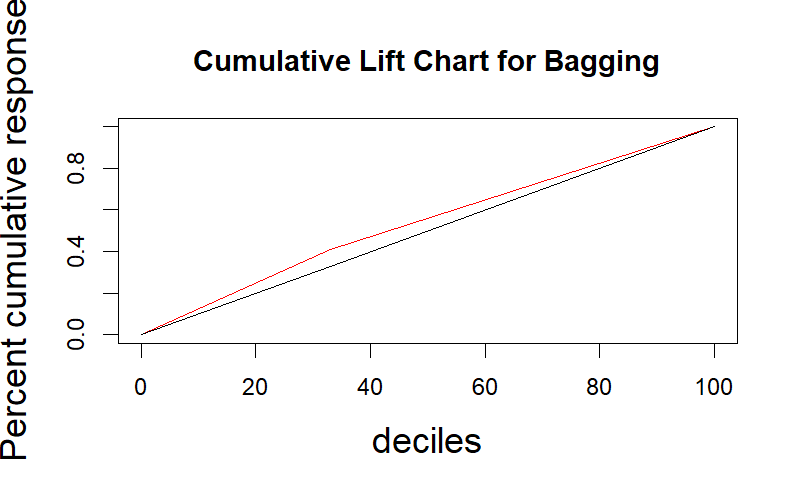 Cumulative Lift Chart for Bagging
Percent cumulative response
0.8
0.4
0.0
0 20 40 60 80 100
deciles